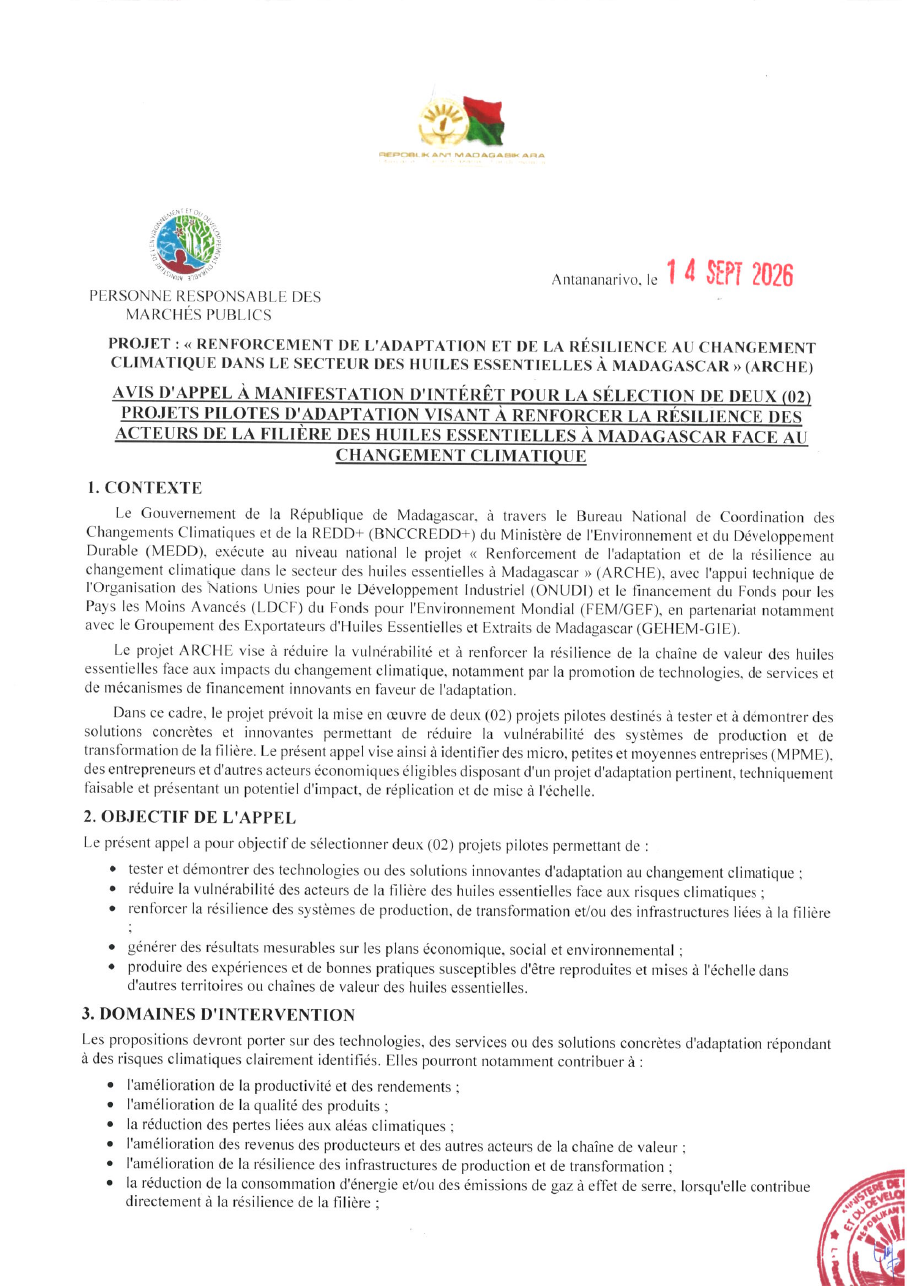 REPOBLIKAN'I MADAGASIKARA
MINISTÈRE DE L'ENVIRONNEMENT ET DU DÉVELOPPEMENT DURABLE
Antananarivo, le 14 SEPT 2026
PERSONNE RESPONSABLE DES
MARCHÉS PUBLICS
PROJET : « RENFORCEMENT DE L'ADAPTATION ET DE LA RÉSILIENCE AU CHANGEMENT
CLIMATIQUE DANS LE SECTEUR DES HUILES ESSENTIELLES À MADAGASCAR » (ARCHE)
AVIS D'APPEL À MANIFESTATION D'INTÉRÊT POUR LA SÉLECTION DE DEUX (02)
PROJETS PILOTES D'ADAPTATION VISANT À RENFORCER LA RÉSILIENCE DES
ACTEURS DE LA FILIÈRE DES HUILES ESSENTIELLES À MADAGASCAR FACE AU
CHANGEMENT CLIMATIQUE
1. CONTEXTE
Le Gouvernement de la République de Madagascar, à travers le Bureau National de Coordination des
Changements Climatiques et de la REDD+ (BNCCREDD+) du Ministère de l'Environnement et du Développement
Durable (MEDD), exécute au niveau national le projet « Renforcement de l'adaptation et de la résilience au
changement climatique dans le secteur des huiles essentielles à Madagascar » (ARCHE), avec l'appui technique de
l'Organisation des Nations Unies pour le Développement Industriel (ONUDI) et le financement du Fonds pour les
Pays les Moins Avancés (LDCF) du Fonds pour l'Environnement Mondial (FEM/GEF), en partenariat notamment
avec le Groupement des Exportateurs d'Huiles Essentielles et Extraits de Madagascar (GEHEM-GIE).
Le projet ARCHE vise à réduire la vulnérabilité et à renforcer la résilience de la chaîne de valeur des huiles
essentielles face aux impacts du changement climatique, notamment par la promotion de technologies, de services et
de mécanismes de financement innovants en faveur de l'adaptation.
Dans ce cadre, le projet prévoit la mise en œuvre de deux (02) projets pilotes destinés à tester et à démontrer des
solutions concrètes et innovantes permettant de réduire la vulnérabilité des systèmes de production et de
transformation de la filière. Le présent appel vise ainsi à identifier des micro, petites et moyennes entreprises (MPME),
des entrepreneurs et d'autres acteurs économiques éligibles disposant d'un projet d'adaptation pertinent, techniquement
faisable et présentant un potentiel d'impact, de réplication et de mise à l'échelle.
2. OBJECTIF DE L'APPEL
Le présent appel a pour objectif de sélectionner deux (02) projets pilotes permettant de :
• tester et démontrer des technologies ou des solutions innovantes d'adaptation au changement climatique ;
• réduire la vulnérabilité des acteurs de la filière des huiles essentielles face aux risques climatiques ;
• renforcer la résilience des systèmes de production, de transformation et/ou des infrastructures liées à la filière
;
• générer des résultats mesurables sur les plans économique, social et environnemental ;
• produire des expériences et de bonnes pratiques susceptibles d'être reproduites et mises à l'échelle dans
d'autres territoires ou chaînes de valeur des huiles essentielles.
3. DOMAINES D'INTERVENTION
Les propositions devront porter sur des technologies, des services ou des solutions concrètes d'adaptation répondant
à des risques climatiques clairement identifiés. Elles pourront notamment contribuer à :
• l'amélioration de la productivité et des rendements ;
• l'amélioration de la qualité des produits ;
• la réduction des pertes liées aux aléas climatiques ;
• l'amélioration des revenus des producteurs et des autres acteurs de la chaîne de valeur ;
• l'amélioration de la résilience des infrastructures de production et de transformation ;
• la réduction de la consommation d'énergie et/ou des émissions de gaz à effet de serre, lorsqu'elle contribue
directement à la résilience de la filière ;